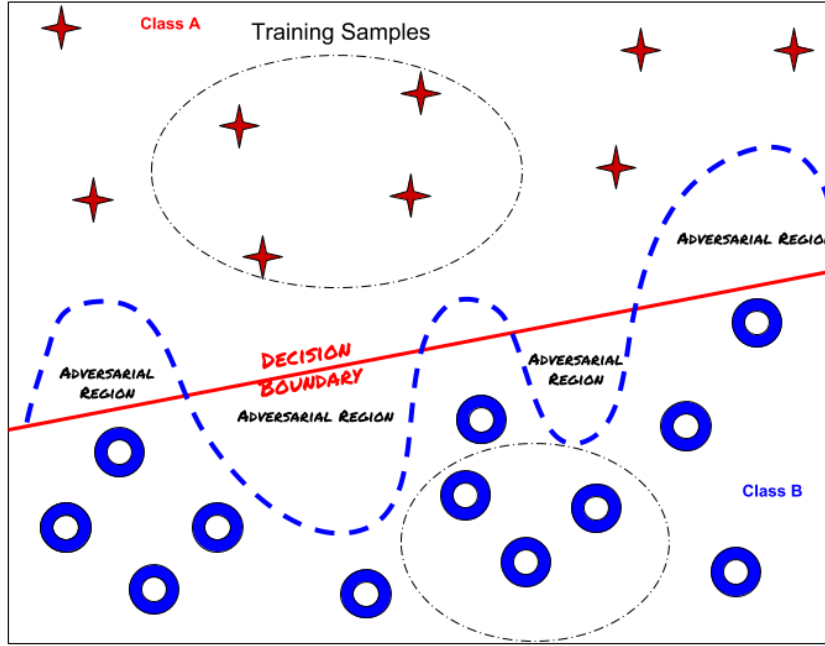 Class A
Training Samples
Adversarial Region
Decision
Boundary
Adversarial
Region
Adversarial Region
Adversarial
Region
Class B